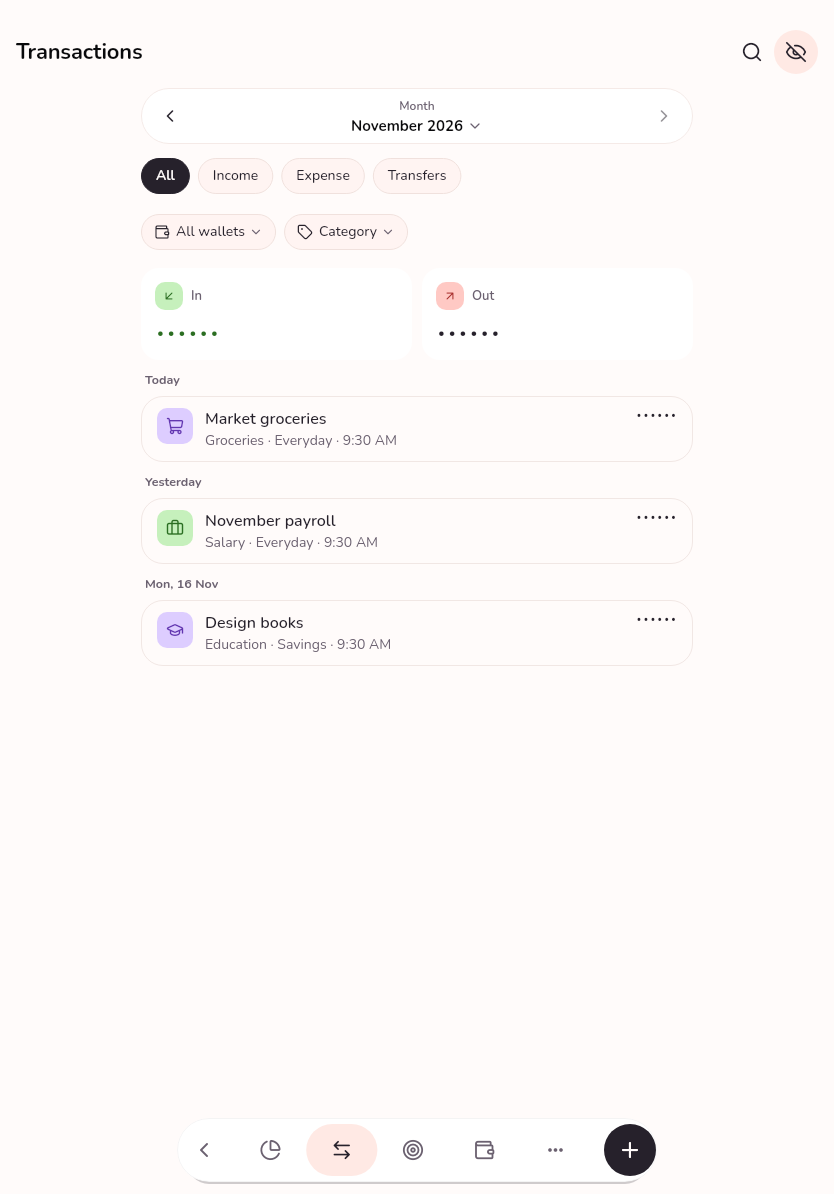 Transactions
Month
November 2026
All
Income
Expense
Transfers
All wallets
Category
In
Out
••••••
••••••
Today
Market groceries
••••••
Groceries · Everyday · 9:30 AM
Yesterday
November payroll
••••••
Salary · Everyday · 9:30 AM
Mon, 16 Nov
Design books
••••••
Education · Savings · 9:30 AM